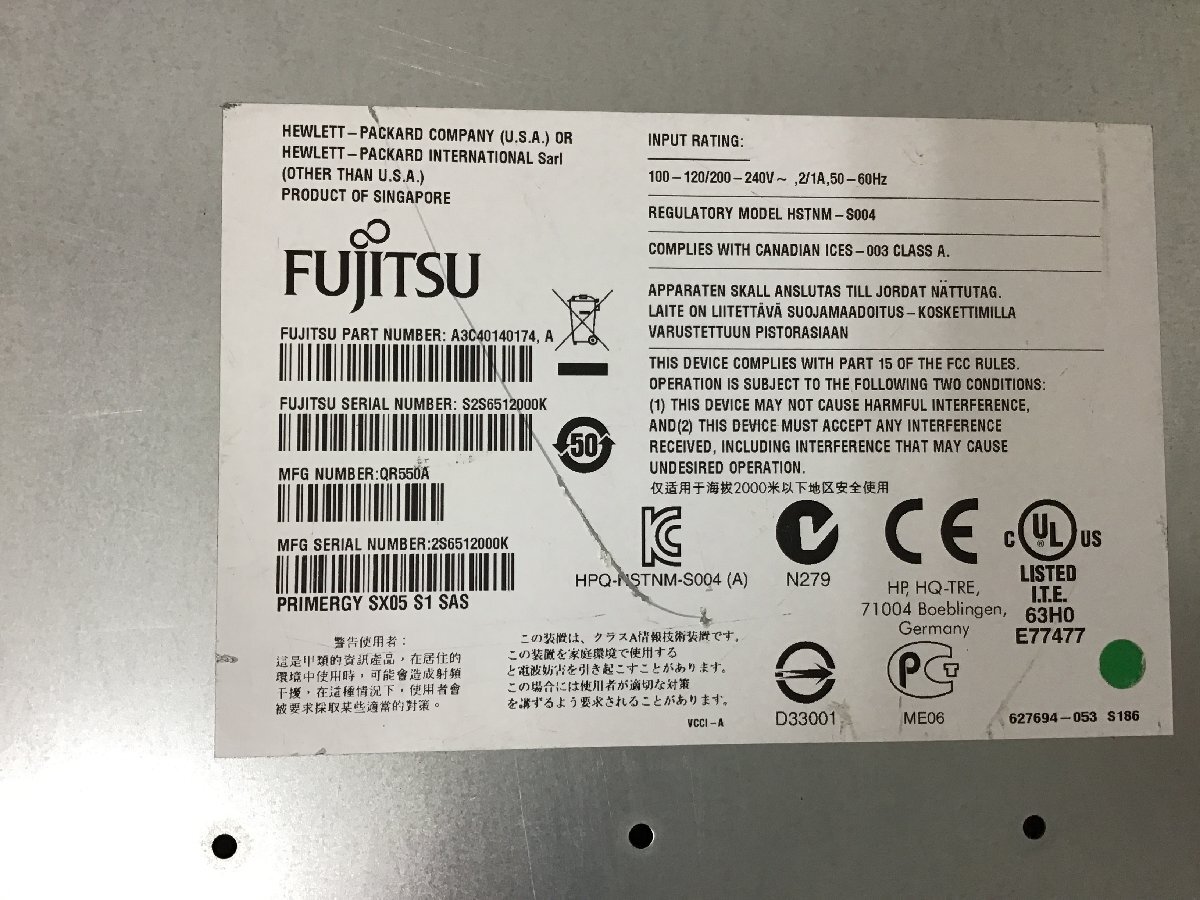 HEWLETT-PACKARD COMPANY (U.S.A.) OR
HEWLETT-PACKARD INTERNATIONAL Sarl
(OTHER THAN U.S.A.)
PRODUCT OF SINGAPORE
FUJITSU
FUJITSU PART NUMBER: A3C40140174, A
FUJITSU SERIAL NUMBER: S2S6512000K
50
MFG NUMBER:QR550A
MFG SERIAL NUMBER:2S6512000K
PRIMERGY SX05 S1 SAS
INPUT RATING:
100-120/200-240V~ ,2/1A,50-60Hz
REGULATORY MODEL HSTNM-S004
COMPLIES WITH CANADIAN ICES-003 CLASS A.
APPARATEN SKALL ANSLUTAS TILL JORDAT NÄTTUTAG.
LAITE ON LIITETTÄVÄ SUOJAMAADOITUS-KOSKETTIMILLA
VARUSTETTUUN PISTORASIAAN
THIS DEVICE COMPLIES WITH PART 15 OF THE FCC RULES.
OPERATION IS SUBJECT TO THE FOLLOWING TWO CONDITIONS:
(1) THIS DEVICE MAY NOT CAUSE HARMFUL INTERFERENCE,
AND(2) THIS DEVICE MUST ACCEPT ANY INTERFERENCE
RECEIVED, INCLUDING INTERFERENCE THAT MAY CAUSE
UNDESIRED OPERATION.
仅适用于海拔2000米以下地区安全使用
KC
HPQ-HSTNM-S004 (A)
N279
CE
HP, HQ-TRE,
71004 Boeblingen,
Germany
C UL ® US
LISTED
I.T.E.
63H0
E77477
警告使用者：
這是甲類的資訊產品，在居住的
環境中使用時，可能會造成射頻
干擾，在這種情況下，使用者會
被要求採取某些適當的對策。
この装置は、クラスA情報技術装置です。
この装置を家庭環境で使用する
と電波妨害を引き起こすことがあります。
この場合には使用者が適切な対策
を講ずるよう要求されることがあります。
VCCI-A
D33001
PCT
ME06
627694-053 S186